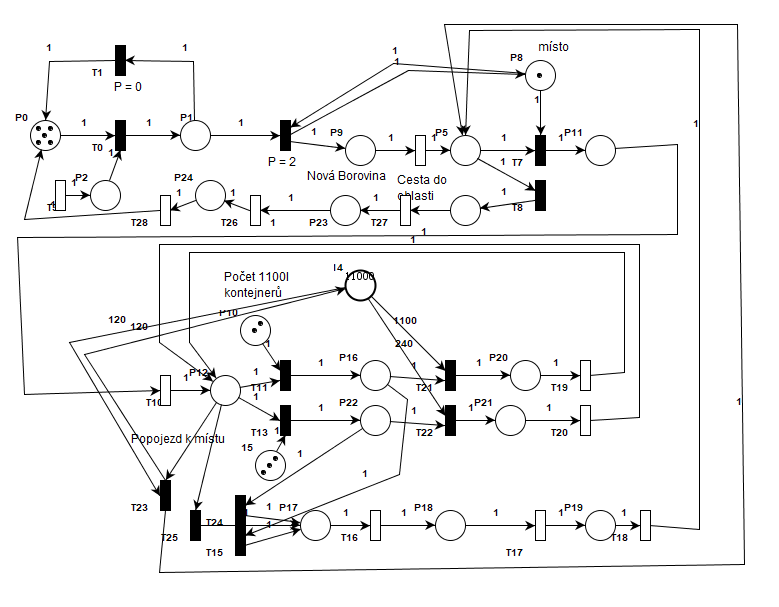 1
1
1
1
P8
místo
T1
P = 0
P0
1
1
P1
1
1
P9
1
1
P5
1
1
P11
T0
P = 2
T7
1
1
Nová Borovina
Cesta do
oblasti
P2
1
1
P24
1
1
1
1
1
T8
T28
T26
P23
T27
1
1
1
1
Počet 1100l
kontejnerů
I4
11000
P10
120
120
1100
240
1
1
P12
1
1
P16
1
P20
1
T10
T11
T21
T19
1
1
P22
1
1
P21
1
T13
T22
T20
Popojezd k místu
15
1
1
1
T23
T24
1
P17
1
1
P18
1
1
P19
1
T25
T15
1
T16
T17
T18